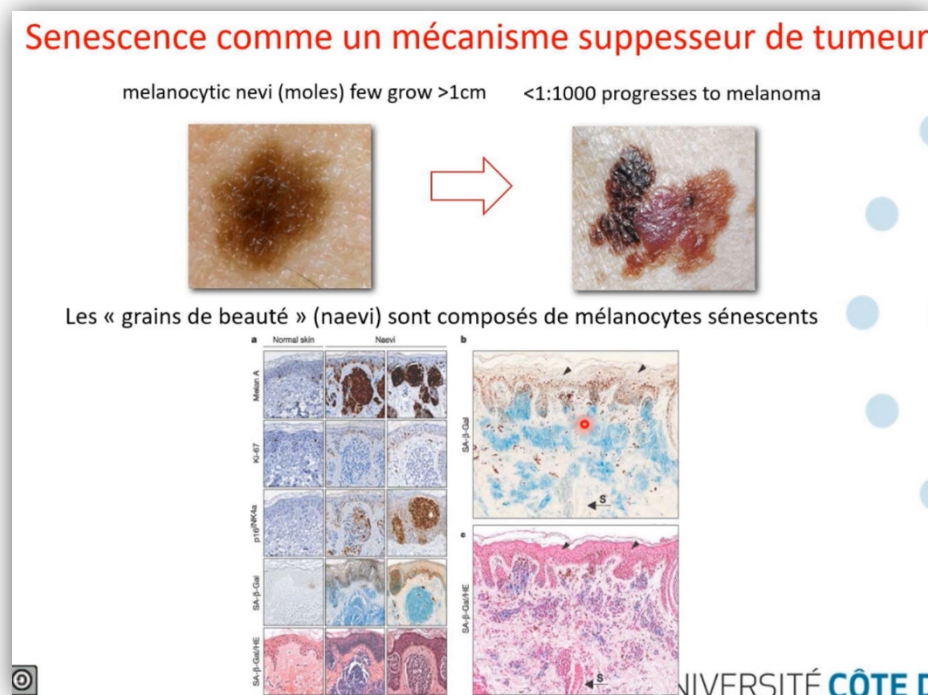 Senescence comme un mécanisme suppesseur de tumeur
melanocytic nevi (moles) few grow >1cm
<1:1000 progresses to melanoma
Les « grains de beauté » (naevi) sont composés de mélanocytes sénescents
a
Normal skin
Naevi
Melan A
Ki-67
p16INK4a
SA-β-Gal
SA-β-Gal/HE
b
SA-β-Gal
S
c
SA-β-Gal/HE
S
NIVERSITÉ CÔTE D